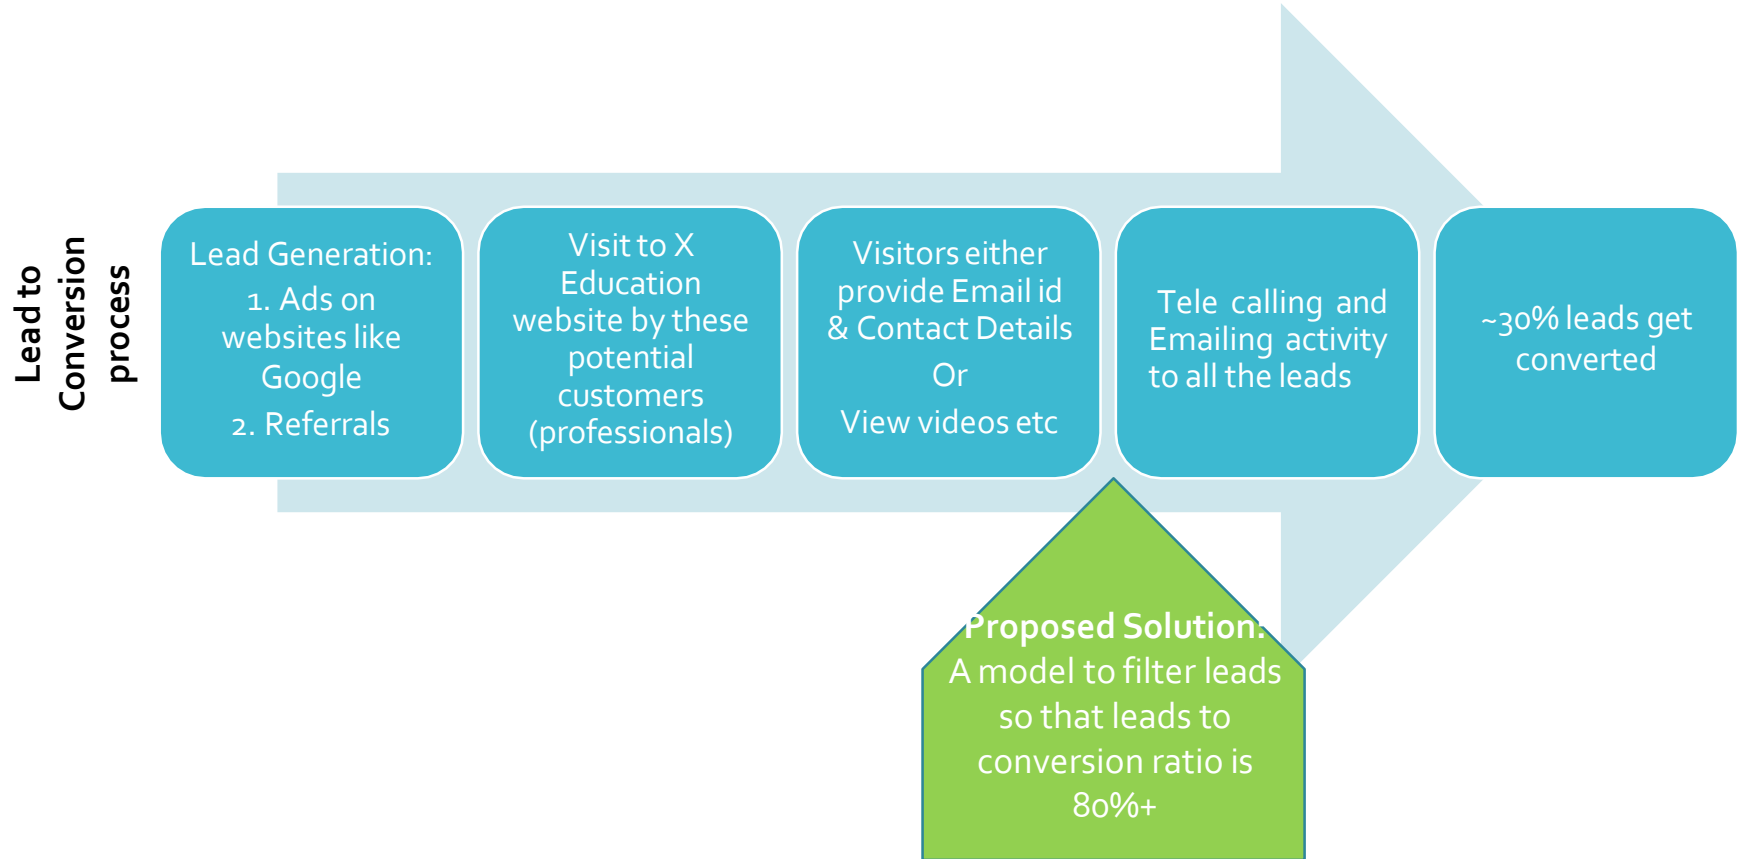 Lead to
Conversion
process
Lead Generation:
1. Ads on
websites like
Google
2. Referrals
Visit to X
Education
website by these
potential
customers
(professionals)
Visitors either
provide Email id
& Contact Details
Or
View videos etc
Tele calling and
Emailing activity
to all the leads
~30% leads get
converted
Proposed Solution:
A model to filter leads
so that leads to
conversion ratio is
80%+